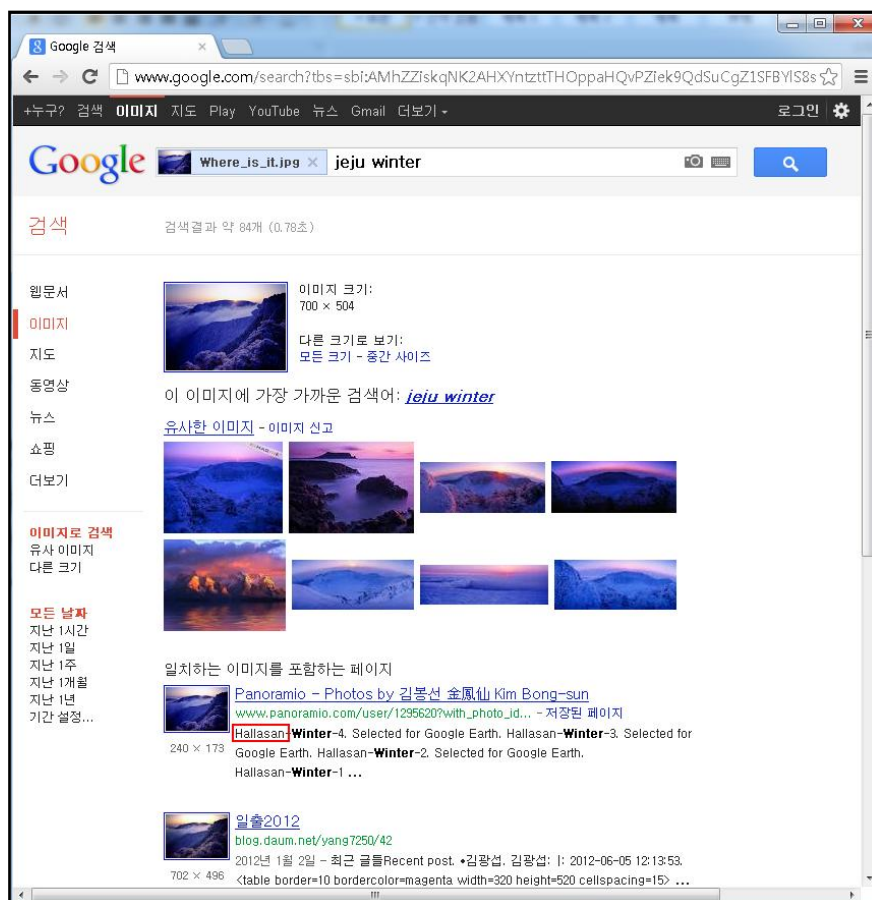 Google 검색
www.google.com/search?tbs=sbi:AMhZZiskqNK2AHXYntzttTHOppaHQvPZiek9QdSuCgZ1SFBYlS8s
+누구? 검색 이미지 지도 Play YouTube 뉴스 Gmail 더보기 로그인
Google Where_is_it.jpg × jeju winter
검색 검색결과 약 84개 (0.78초)
웹문서
이미지
지도
동영상
뉴스
쇼핑
더보기
이미지로 검색
유사 이미지
다른 크기
모든 날짜
지난 1시간
지난 1일
지난 1주
지난 1개월
지난 1년
기간 설정...
이미지 크기:
700 × 504
다른 크기로 보기:
모든 크기 - 중간 사이즈
이 이미지에 가장 가까운 검색어: jeju winter
유사한 이미지 - 이미지 신고
일치하는 이미지를 포함하는 페이지
Panoramio - Photos by 김봉선 金鳳仙 Kim Bong-sun
www.panoramio.com/user/1295620?with_photo_id... - 저장된 페이지
Hallasan-Winter-4. Selected for Google Earth. Hallasan-Winter-3. Selected for
Google Earth. Hallasan-Winter-2. Selected for Google Earth.
Hallasan-Winter-1 ...
240 × 173
일출2012
blog.daum.net/yang7250/42
2012년 1월 2일 - 최근 글들Recent post. •김광섭. 김광섭: |: 2012-06-05 12:13:53.
<table border=10 bordercolor=magenta width=320 height=520 cellspacing=15> ...
702 × 496